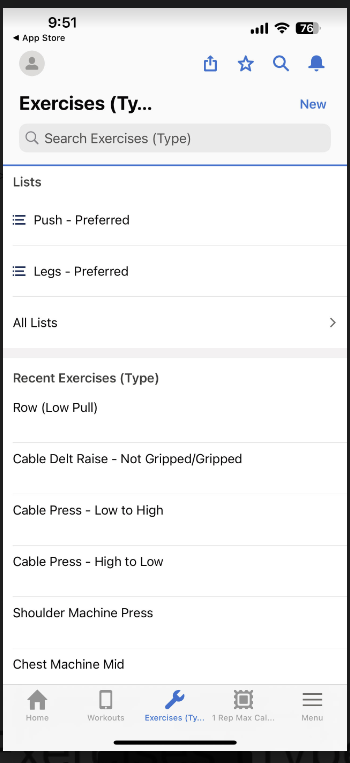 9:51
76
App Store
Exercises (Ty...
New
Search Exercises (Type)
Lists
Push - Preferred
Legs - Preferred
All Lists
Recent Exercises (Type)
Row (Low Pull)
Cable Delt Raise - Not Gripped/Gripped
Cable Press - Low to High
Cable Press - High to Low
Shoulder Machine Press
Chest Machine Mid
Home
Workouts
Exercises (Ty...
1 Rep Max Cal...
Menu